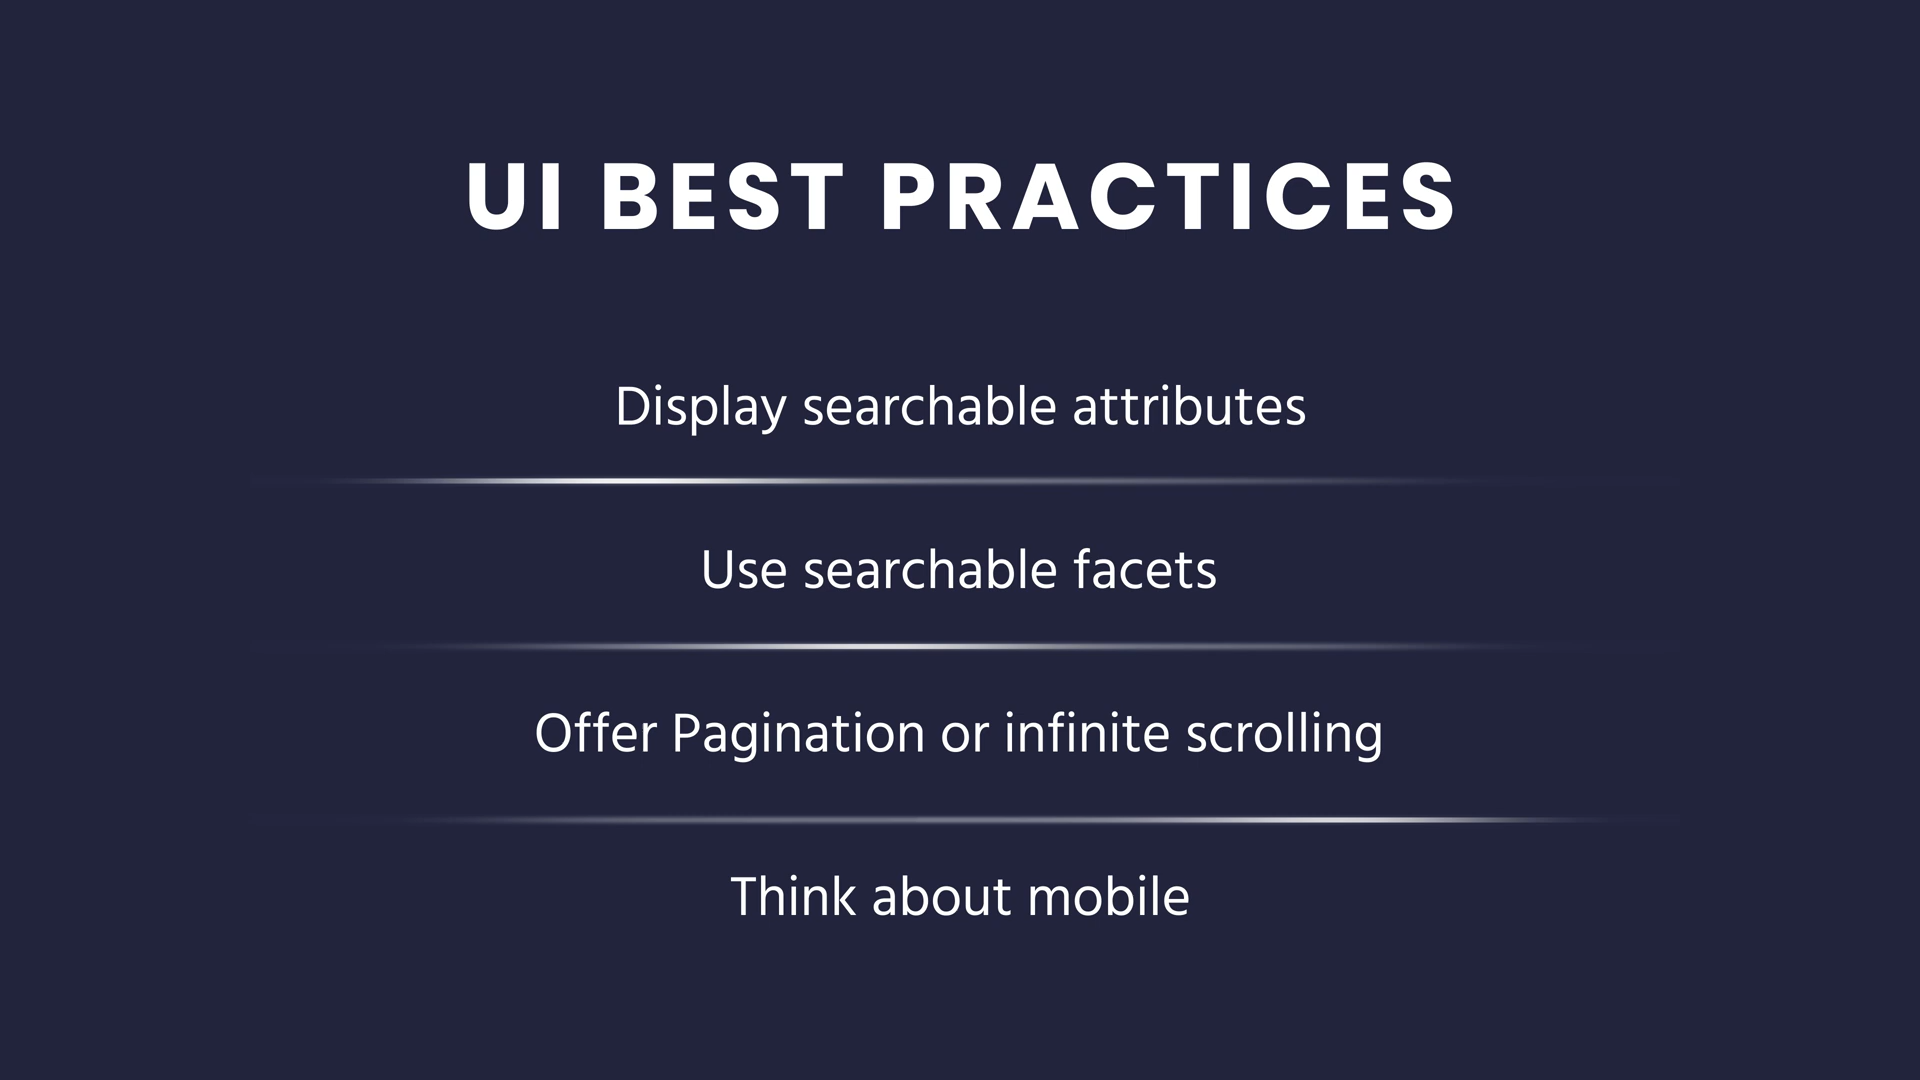 UI BEST PRACTICES
Display searchable attributes
Use searchable facets
Offer Pagination or infinite scrolling
Think about mobile